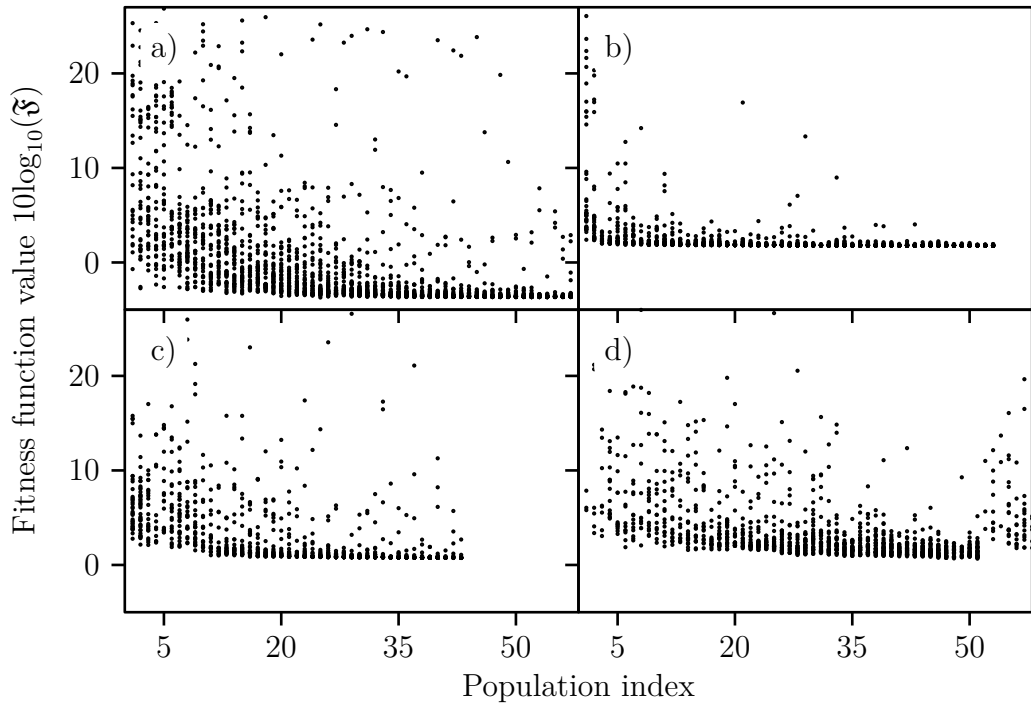 Fitness function value 10log₁₀(𝔉̃)
a)
b)
20
10
0
c)
d)
20
10
0
5 20 35 50 5 20 35 50
Population index